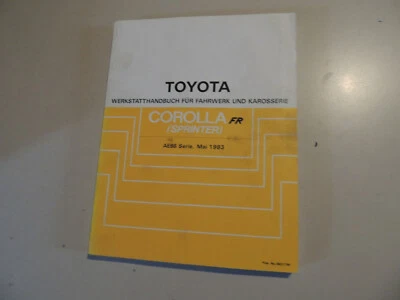 TOYOTA
WERKSTATTHANDBUCH FÜR FAHRWERK UND KAROSSERIE
COROLLA FR
(SPRINTER)
AE86 Serie. Mai 1983